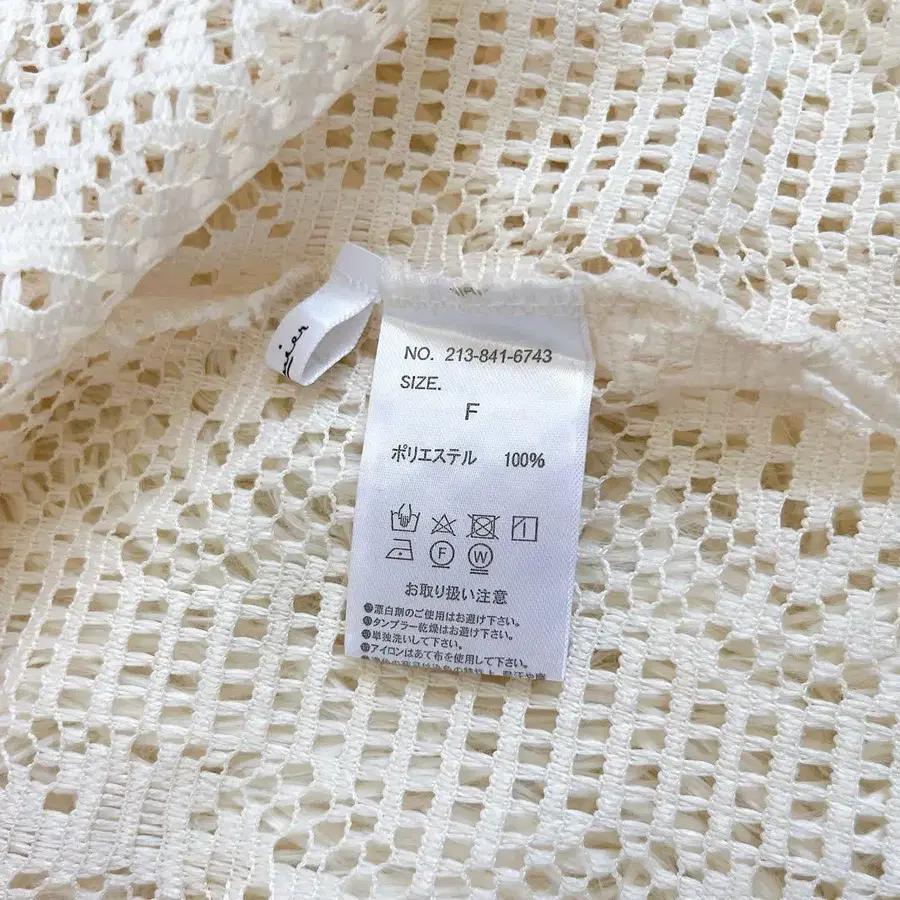 NO. 213-841-6743
SIZE.
F
ポリエステル 100%
F W
お取り扱い注意
●漂白剤のご使用はお避け下さい。
●タンブラー乾燥はお避け下さい。
●単独洗いして下さい。
●アイロンはあて布を使用して下さい。